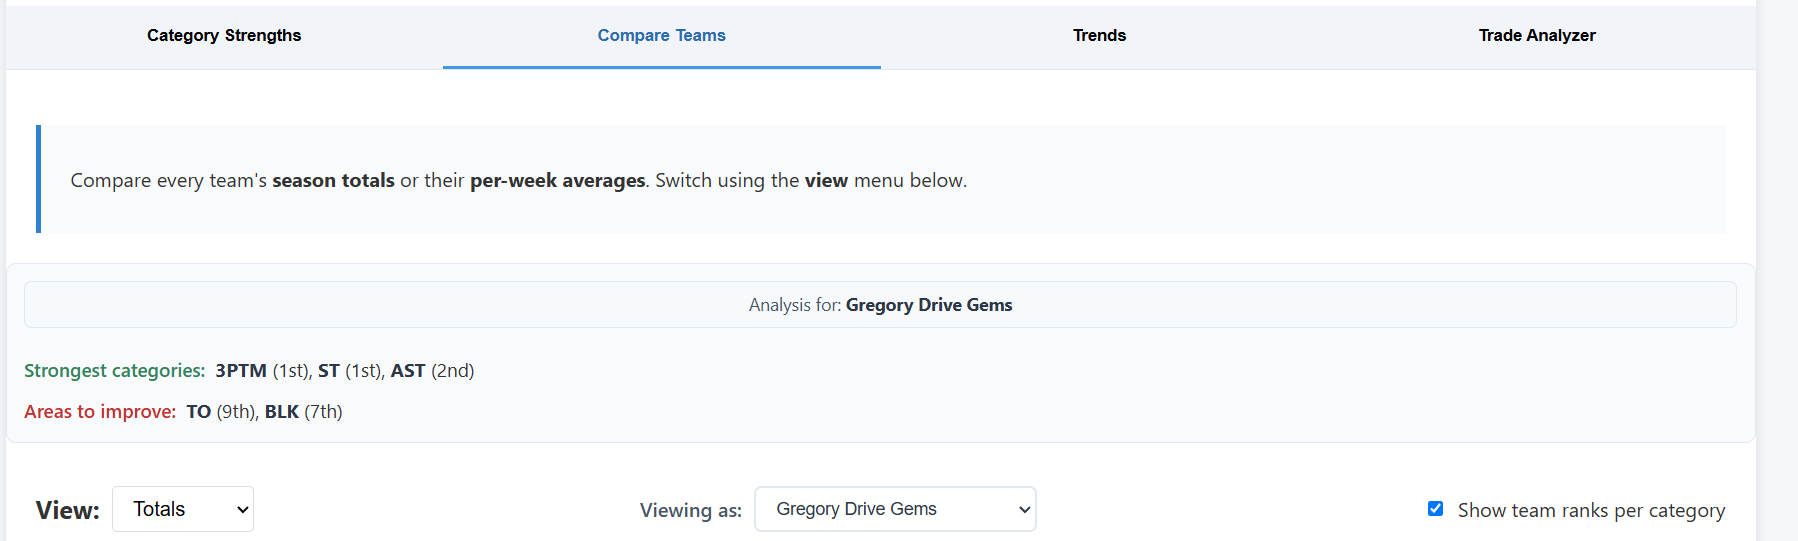 Category Strengths
Compare Teams
Trends
Trade Analyzer
Compare every team's season totals or their per-week averages. Switch using the view menu below.
Analysis for: Gregory Drive Gems
Strongest categories: 3PTM (1st), ST (1st), AST (2nd)
Areas to improve: TO (9th), BLK (7th)
View: Totals
Viewing as: Gregory Drive Gems
Show team ranks per category